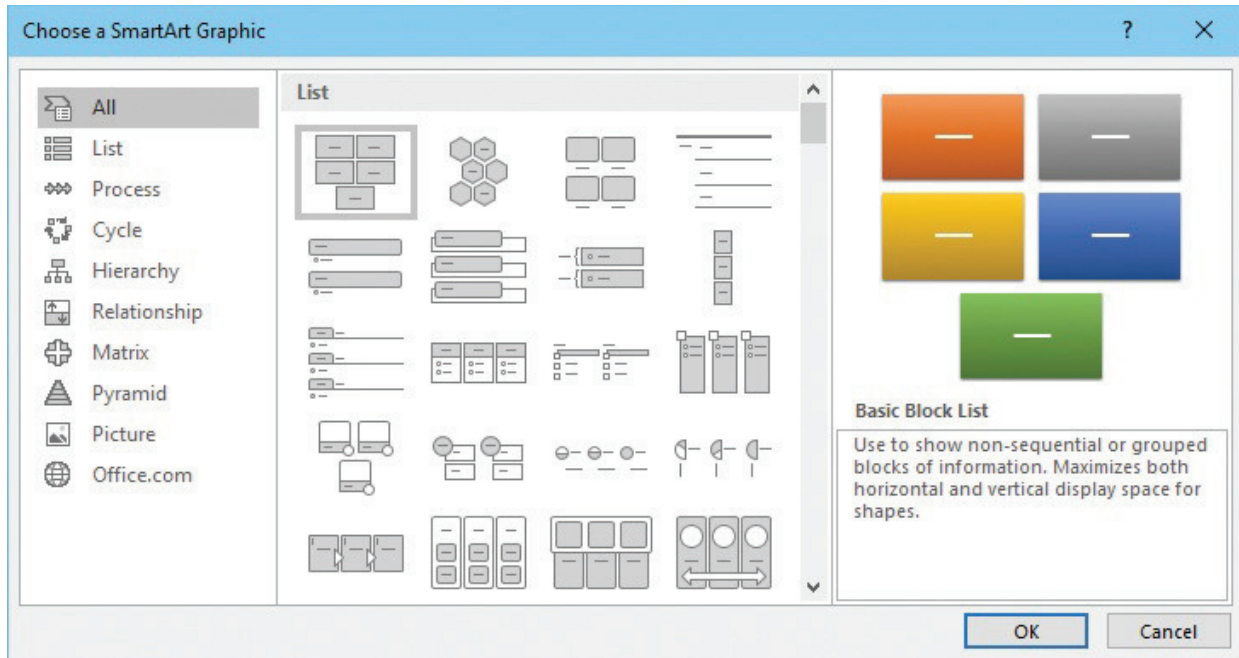 Choose a SmartArt Graphic
?
All
List
Process
Cycle
Hierarchy
Relationship
Matrix
Pyramid
Picture
Office.com
List
Basic Block List
Use to show non-sequential or grouped
blocks of information. Maximizes both
horizontal and vertical display space for
shapes.
OK
Cancel